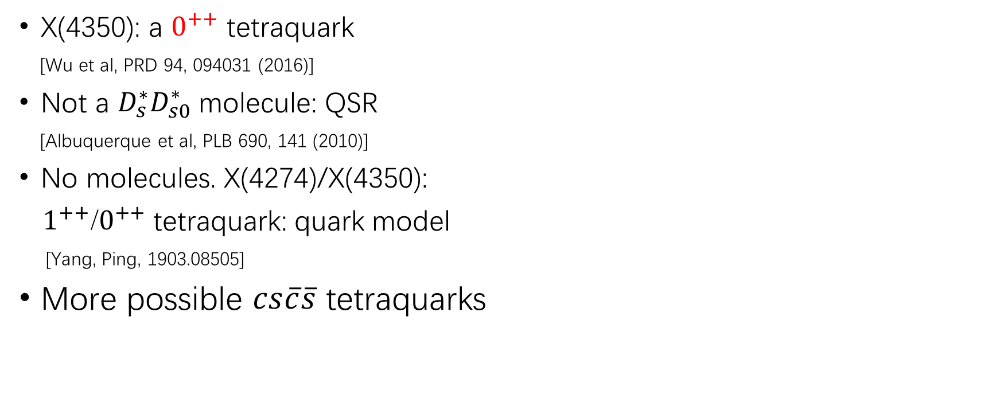 • X(4350): a 0⁺⁺ tetraquark
[Wu et al, PRD 94, 094031 (2016)]
• Not a $D_s^* D_{s0}^*$ molecule: QSR
[Albuquerque et al, PLB 690, 141 (2010)]
• No molecules. X(4274)/X(4350):
1⁺⁺/0⁺⁺ tetraquark: quark model
[Yang, Ping, 1903.08505]
• More possible $cs\bar{c}\bar{s}$ tetraquarks